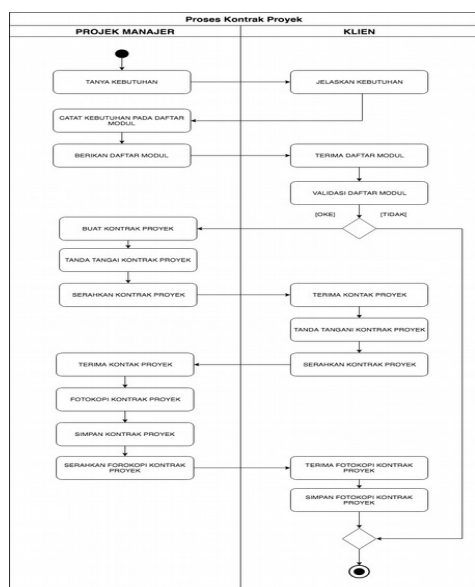 Proses Kontrak Proyek
PROJEK MANAJER
KLIEN
TANYA KEBUTUHAN
JELASKAN KEBUTUHAN
CATAT KEBUTUHAN PADA DAFTAR
MODUL
BERIKAN DAFTAR MODUL
TERIMA DAFTAR MODUL
VALIDASI DAFTAR MODUL
[OKE]
[TIDAK]
BUAT KONTRAK PROYEK
TANDA TANGAI KONTRAK PROYEK
SERAHKAN KONTRAK PROYEK
TERIMA KONTAK PROYEK
TANDA TANGANI KONTRAK PROYEK
SERAHKAN KONTRAK PROYEK
TERIMA KONTAK PROYEK
FOTOKOPI KONTRAK PROYEK
SIMPAN KONTRAK PROYEK
SERAHKAN FOROKOPI KONTRAK
PROYEK
TERIMA FOTOKOPI KONTRAK
PROYEK
SIMPAN FOTOKOPI KONTRAK
PROYEK